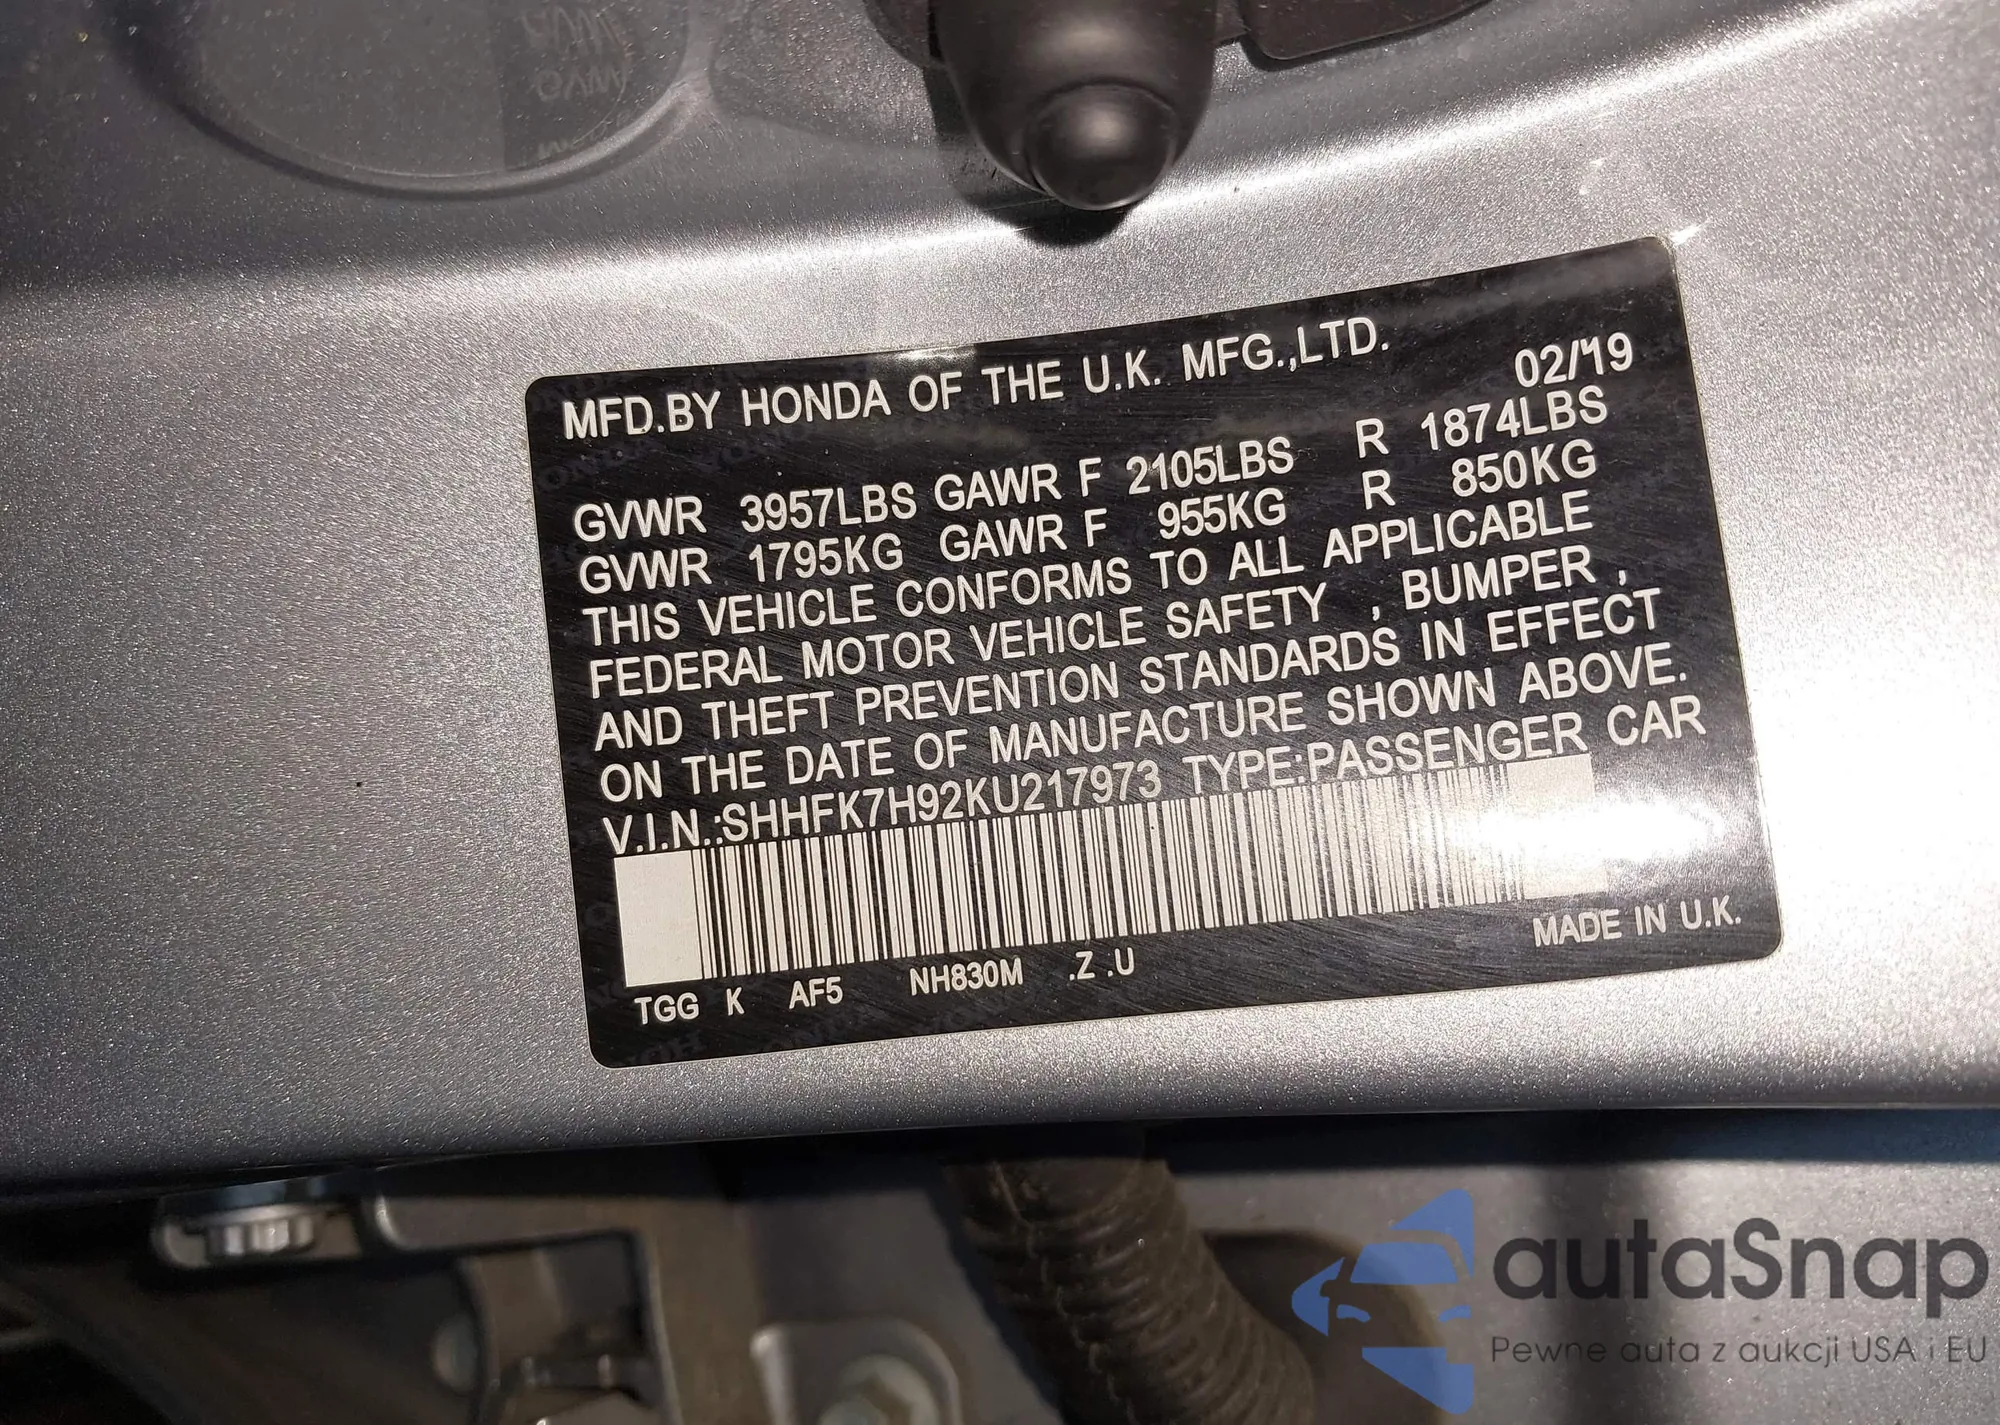 MFD.BY HONDA OF THE U.K. MFG.,LTD.
02/19
GVWR 3957LBS GAWR F 2105LBS R 1874LBS
GVWR 1795KG GAWR F 955KG R 850KG
THIS VEHICLE CONFORMS TO ALL APPLICABLE
FEDERAL MOTOR VEHICLE SAFETY , BUMPER ,
AND THEFT PREVENTION STANDARDS IN EFFECT
ON THE DATE OF MANUFACTURE SHOWN ABOVE.
V.I.N.:SHHFK7H92KU217973 TYPE:PASSENGER CAR
MADE IN U.K.
TGG K AF5 NH830M .Z .U
autaSnap
Pewne auta z aukcji USA i EU